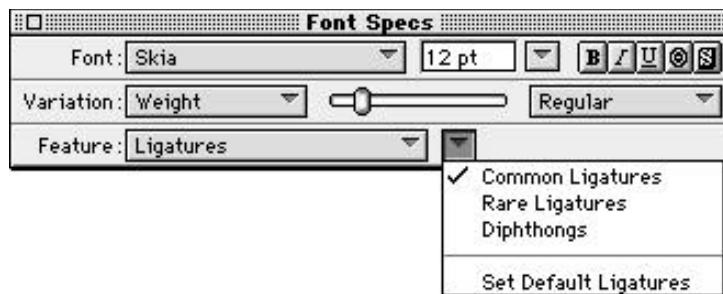 Font Specs
Font: Skia 12 pt B I U S
Variation: Weight Regular
Feature: Ligatures
✓ Common Ligatures
Rare Ligatures
Diphthongs
Set Default Ligatures